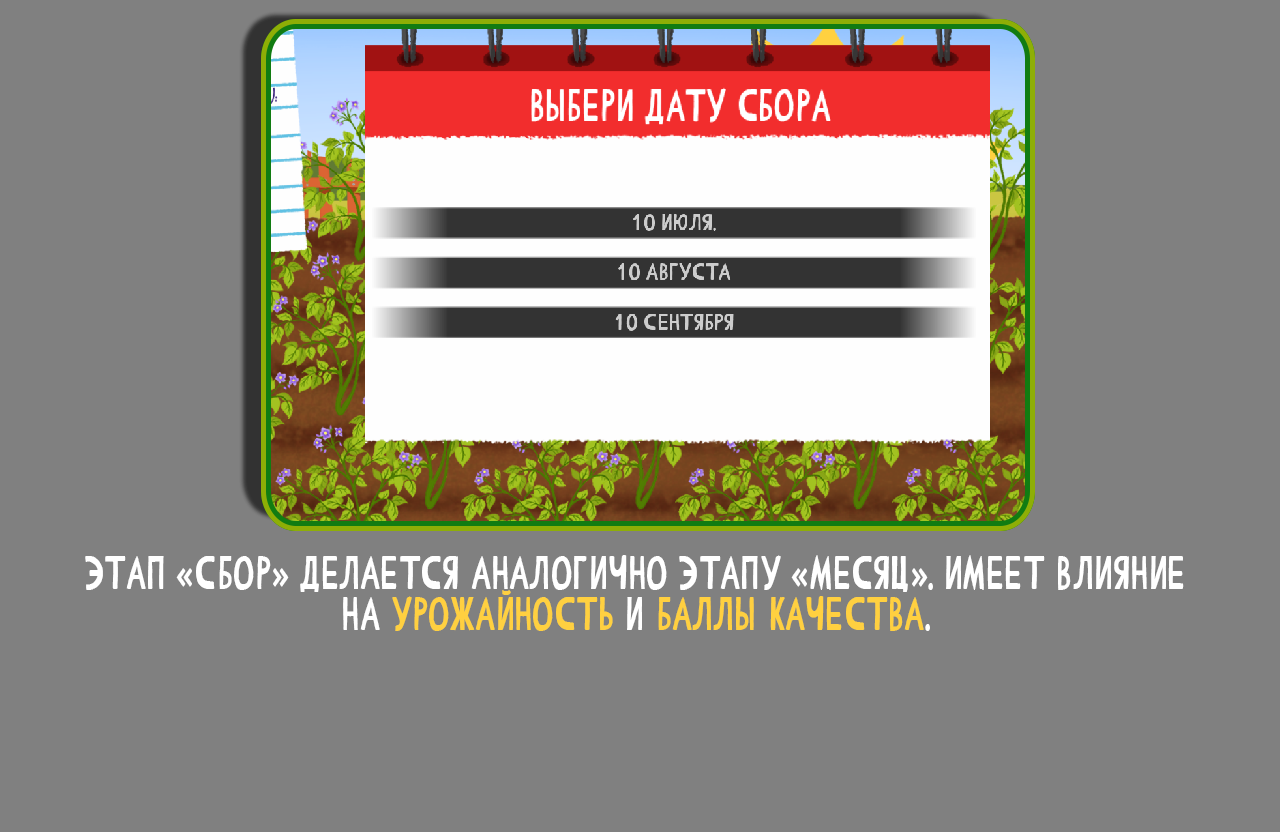 ВЫБЕРИ ДАТУ СБОРА
10 ИЮЛЯ.
10 АВГУСТА
10 СЕНТЯБРЯ
ЭТАП «СБОР» ДЕЛАЕТСЯ АНАЛОГИЧНО ЭТАПУ «МЕСЯЦ». ИМЕЕТ ВЛИЯНИЕ
НА УРОЖАЙНОСТЬ И БАЛЛЫ КАЧЕСТВА.